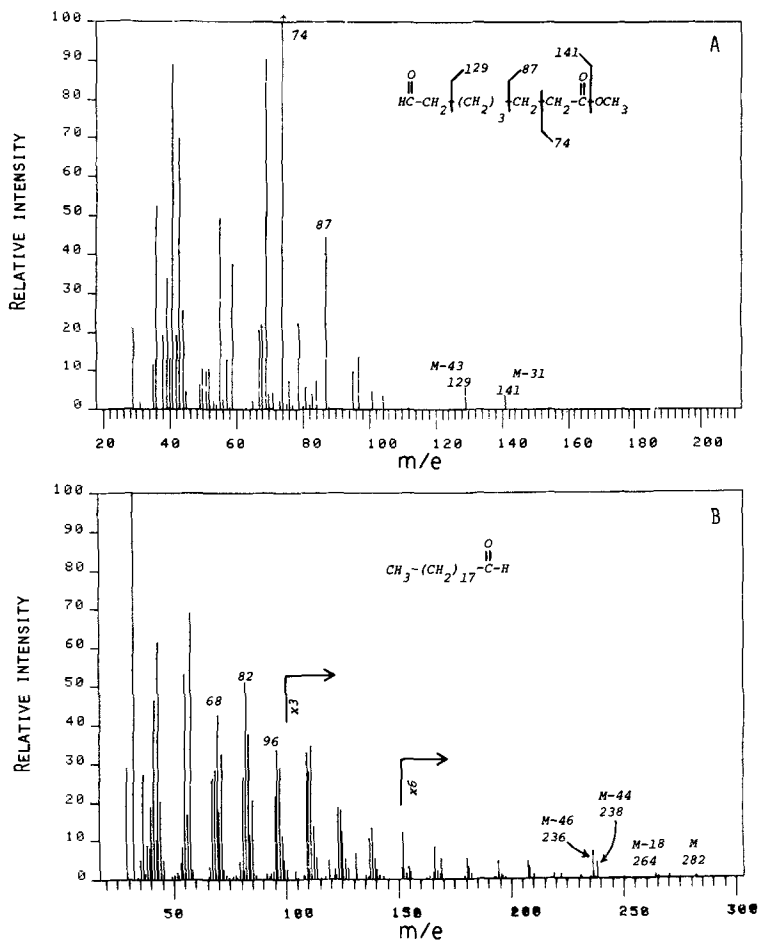 100
90
80
70
60
50
40
30
20
10
0
RELATIVE INTENSITY
74
A
141
129
87
O
O
HC-CH2-(CH2)3-CH2-CH2-C-OCH3
74
87
M-43
129
M-31
141
20 40 60 80 100 120 140 160 180 200
m/e
100
90
80
70
60
50
40
30
20
10
0
RELATIVE INTENSITY
B
O
CH3-(CH2)17-C-H
82
68
96
x3
x6
M-46
236
M-44
238
M-18
264
M
282
50 100 150 200 250 300
m/e